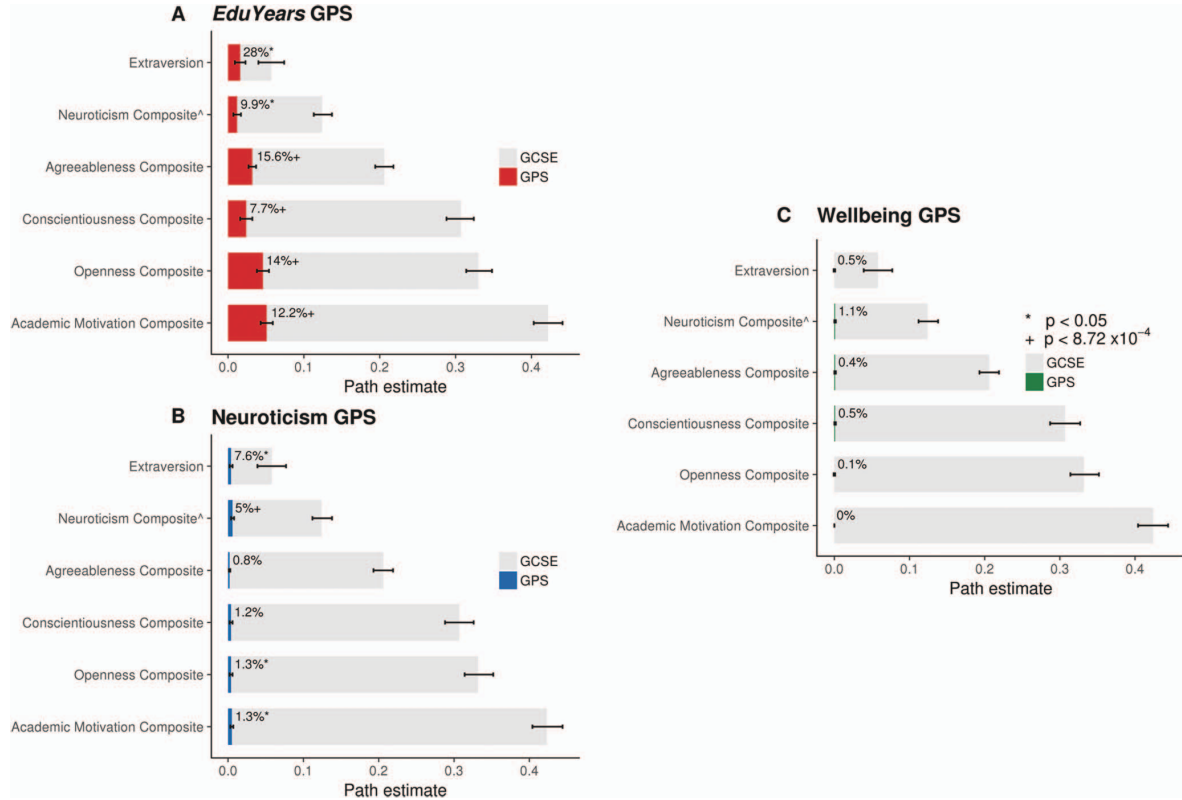 A EduYears GPS
Extraversion
28%*
Neuroticism Composite^
9.9%*
Agreeableness Composite
15.6%+
Conscientiousness Composite
7.7%+
Openness Composite
14%+
Academic Motivation Composite
12.2%+
GCSE
GPS
0.0 0.1 0.2 0.3 0.4
Path estimate
B Neuroticism GPS
Extraversion
7.6%*
Neuroticism Composite^
5%+
Agreeableness Composite
0.8%
Conscientiousness Composite
1.2%
Openness Composite
1.3%*
Academic Motivation Composite
1.3%*
GCSE
GPS
0.0 0.1 0.2 0.3 0.4
Path estimate
C Wellbeing GPS
Extraversion
0.5%
Neuroticism Composite^
1.1%
Agreeableness Composite
0.4%
Conscientiousness Composite
0.5%
Openness Composite
0.1%
Academic Motivation Composite
0%
* p < 0.05
+ p < 8.72 x10⁻⁴
GCSE
GPS
0.0 0.1 0.2 0.3 0.4
Path estimate